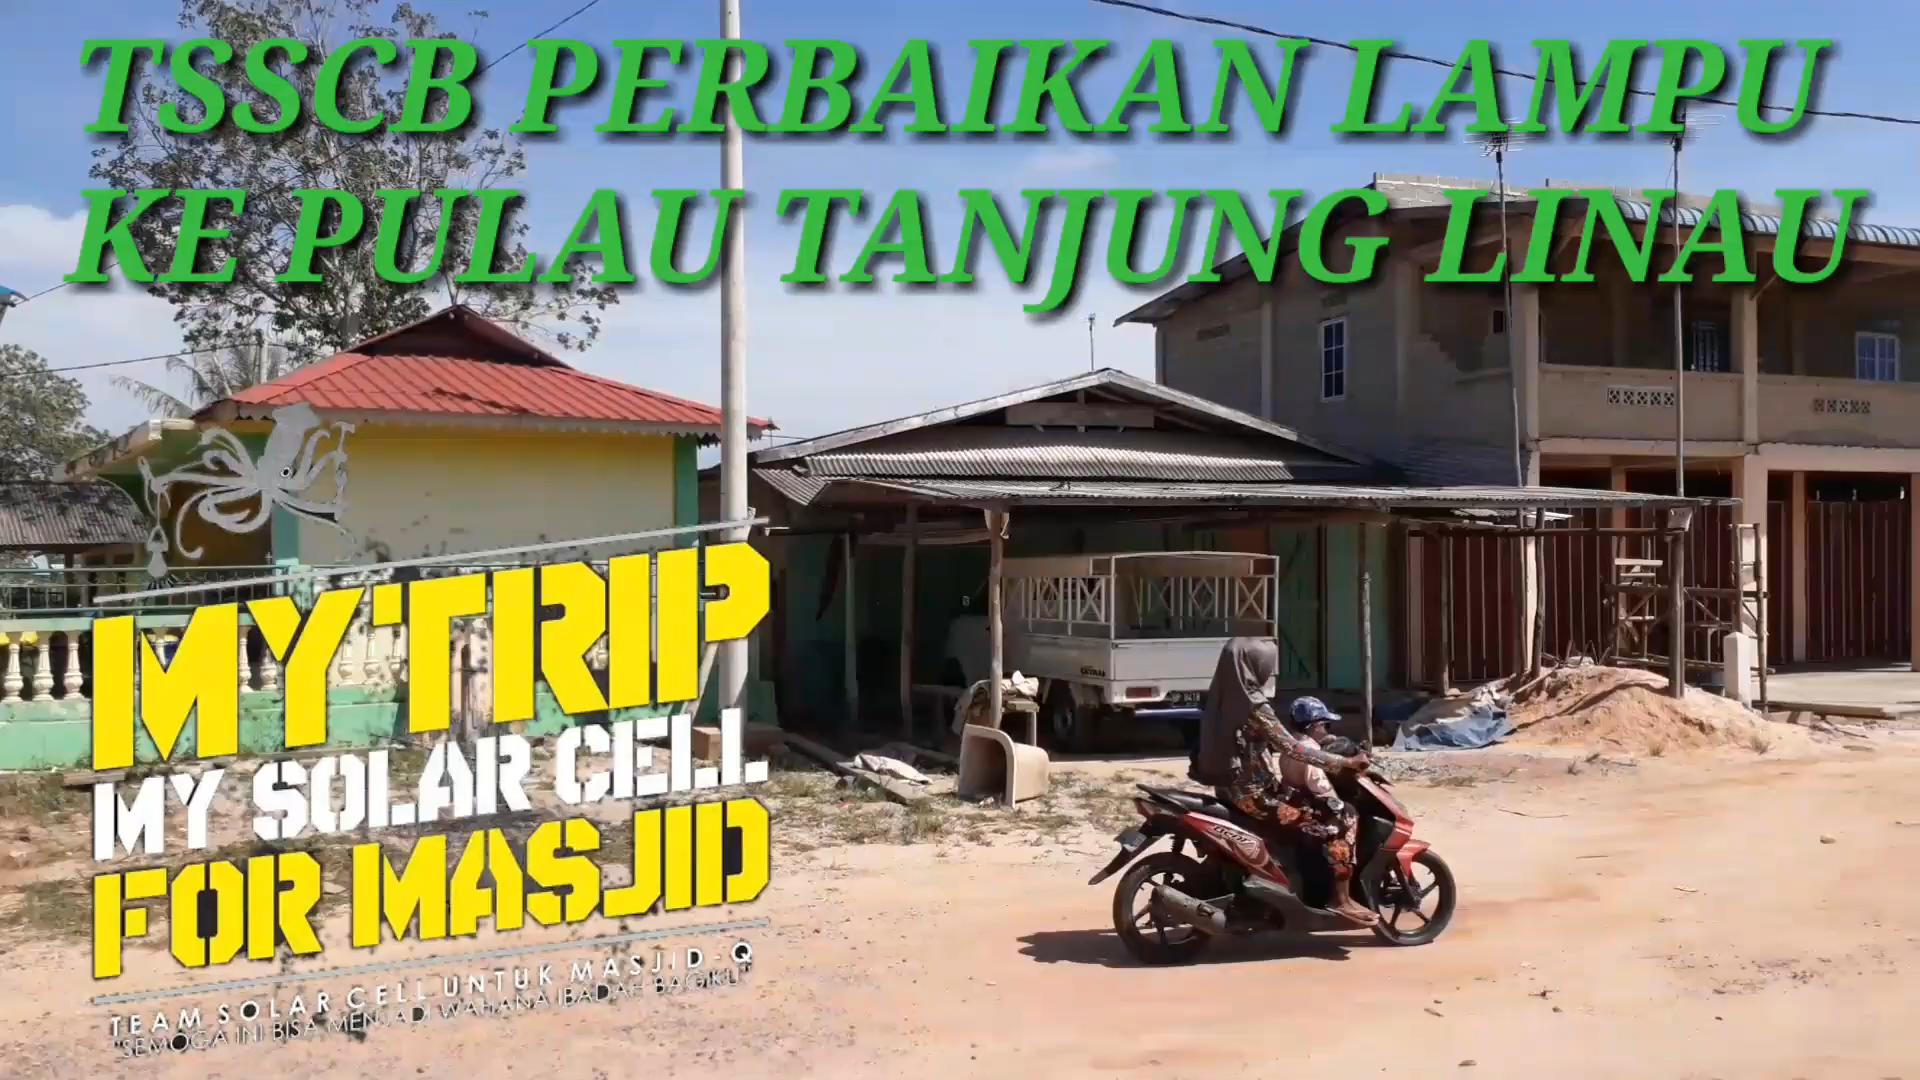 TSSCB PERBAIKAN LAMPU
KE PULAU TANJUNG LINAU
MYTRIP
MY SOLAR CELL
FOR MASJID
TEAM SOLAR CELL UNTUK MASJID-Q
"SEMOGA INI BISA MENJADI WAHANA IBADAH BAGIKU"
BeAT